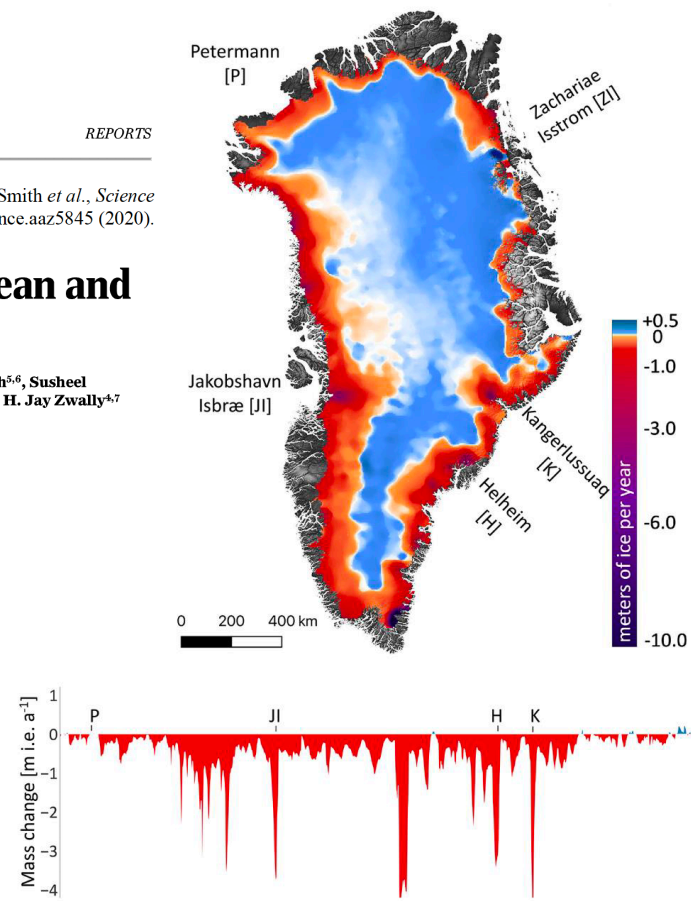 REPORTS
Smith et al., Science
nce.aaz5845 (2020).
ean and
h5,6, Susheel
H. Jay Zwally4,7
Petermann
[P]
Zachariae
Isstrom [ZI]
Jakobshavn
Isbræ [JI]
Kangerlussuaq
[K]
Helheim
[H]
+0.5
0
-1.0
-3.0
-6.0
-10.0
meters of ice per year
0 200 400 km
Mass change [m i.e. a-1]
1
0
−1
−2
−3
−4
P JI H K